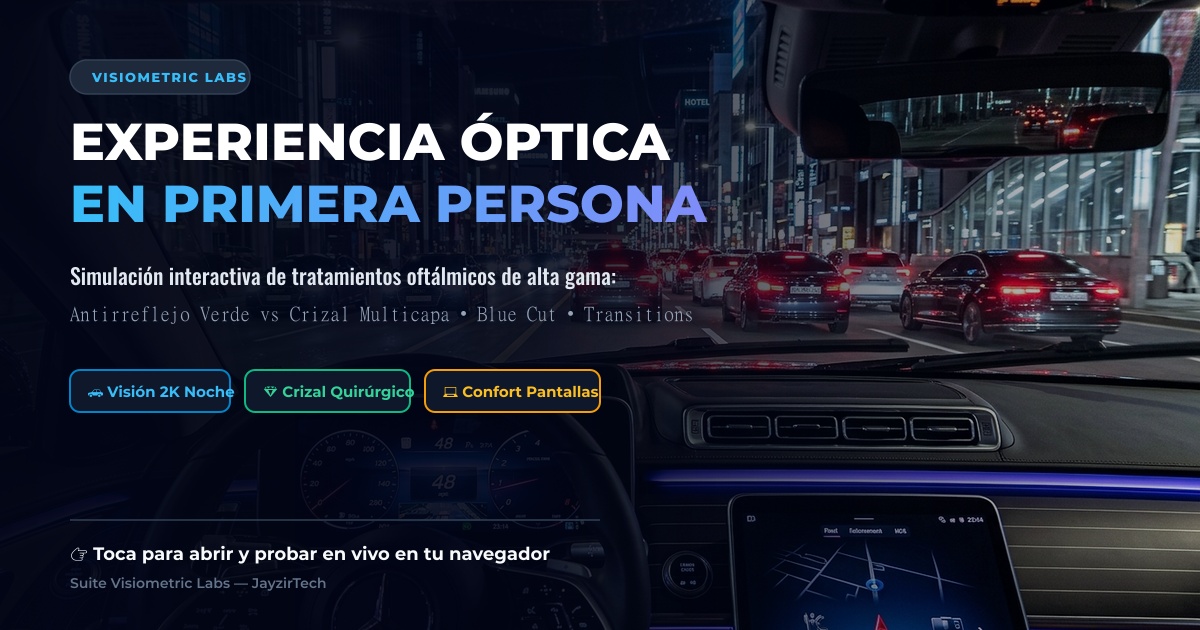 VISIOMETRIC LABS
HOTEL
EXPERIENCIA ÓPTICA
EN PRIMERA PERSONA
Simulación interactiva de tratamientos oftálmicos de alta gama:
Antirreflejo Verde vs Crizal Multicapa • Blue Cut • Transitions
🚗 Visión 2K Noche
💎 Crizal Quirúrgico
💻 Confort Pantallas
48
48
👉 Toca para abrir y probar en vivo en tu navegador
Suite Visiometric Labs — JayzirTech